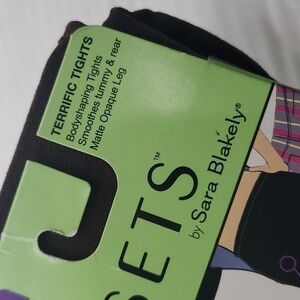 TERRIFIC TIGHTS
Bodyshaping Tights
Smoothes tummy & rear
Matte Opaque Leg
SETS™
by Sara Blakely®